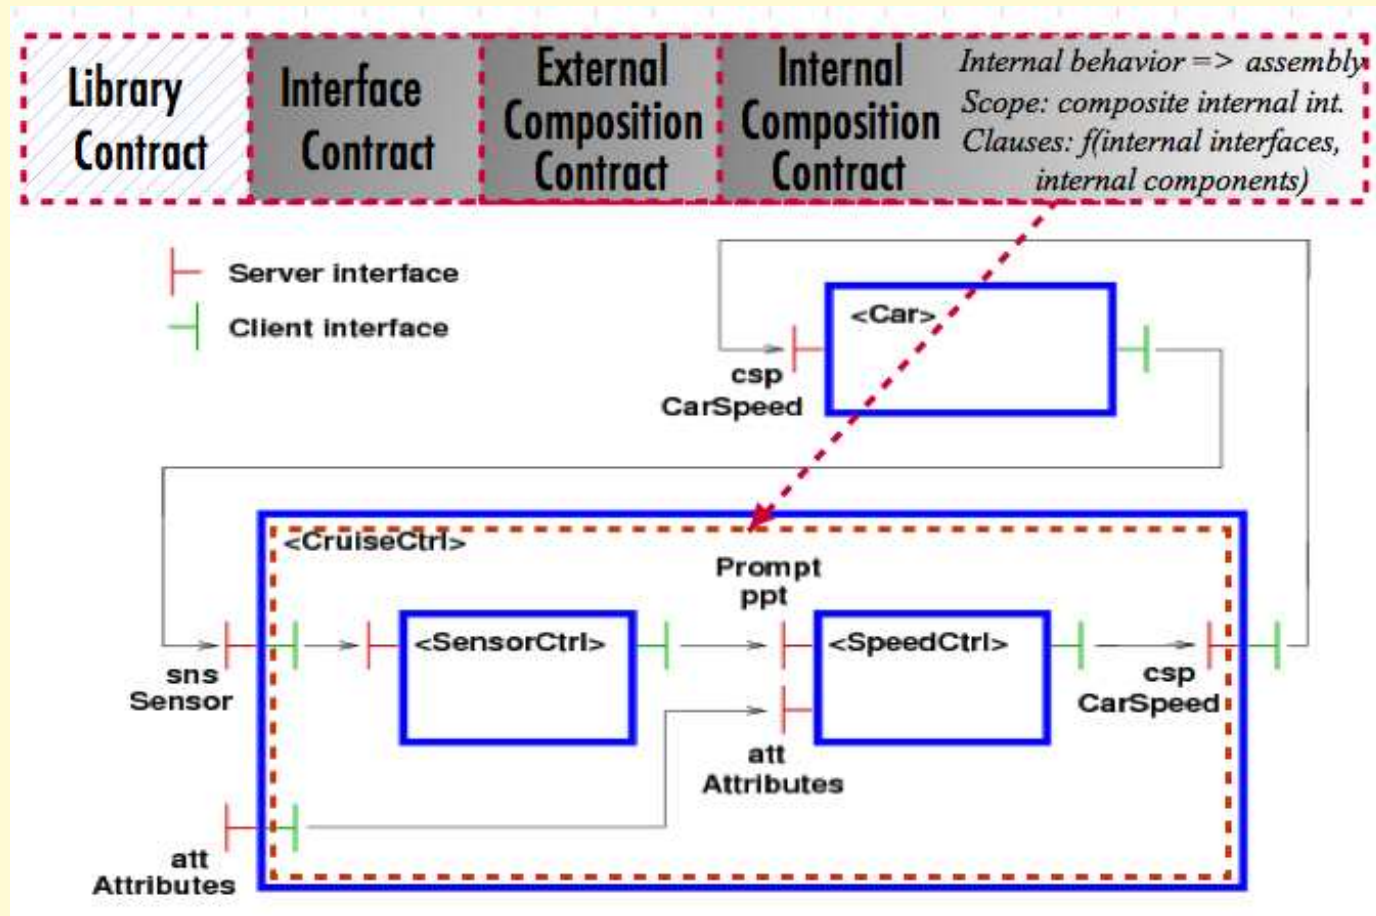 Library
Contract
Interface
Contract
External
Composition
Contract
Internal
Composition
Contract
Internal behavior => assembly
Scope: composite internal int.
Clauses: f(internal interfaces,
internal components)
Server interface
Client interface
<Car>
csp
CarSpeed
<CruiseCtrl>
Prompt
ppt
<SensorCtrl>
<SpeedCtrl>
sns
Sensor
csp
CarSpeed
att
Attributes
att
Attributes